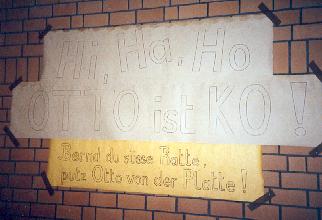 Hi, Ha, Ho
OTTO ist KO!
Bernd du süsse Ratte,
putz Otto von der Platte!